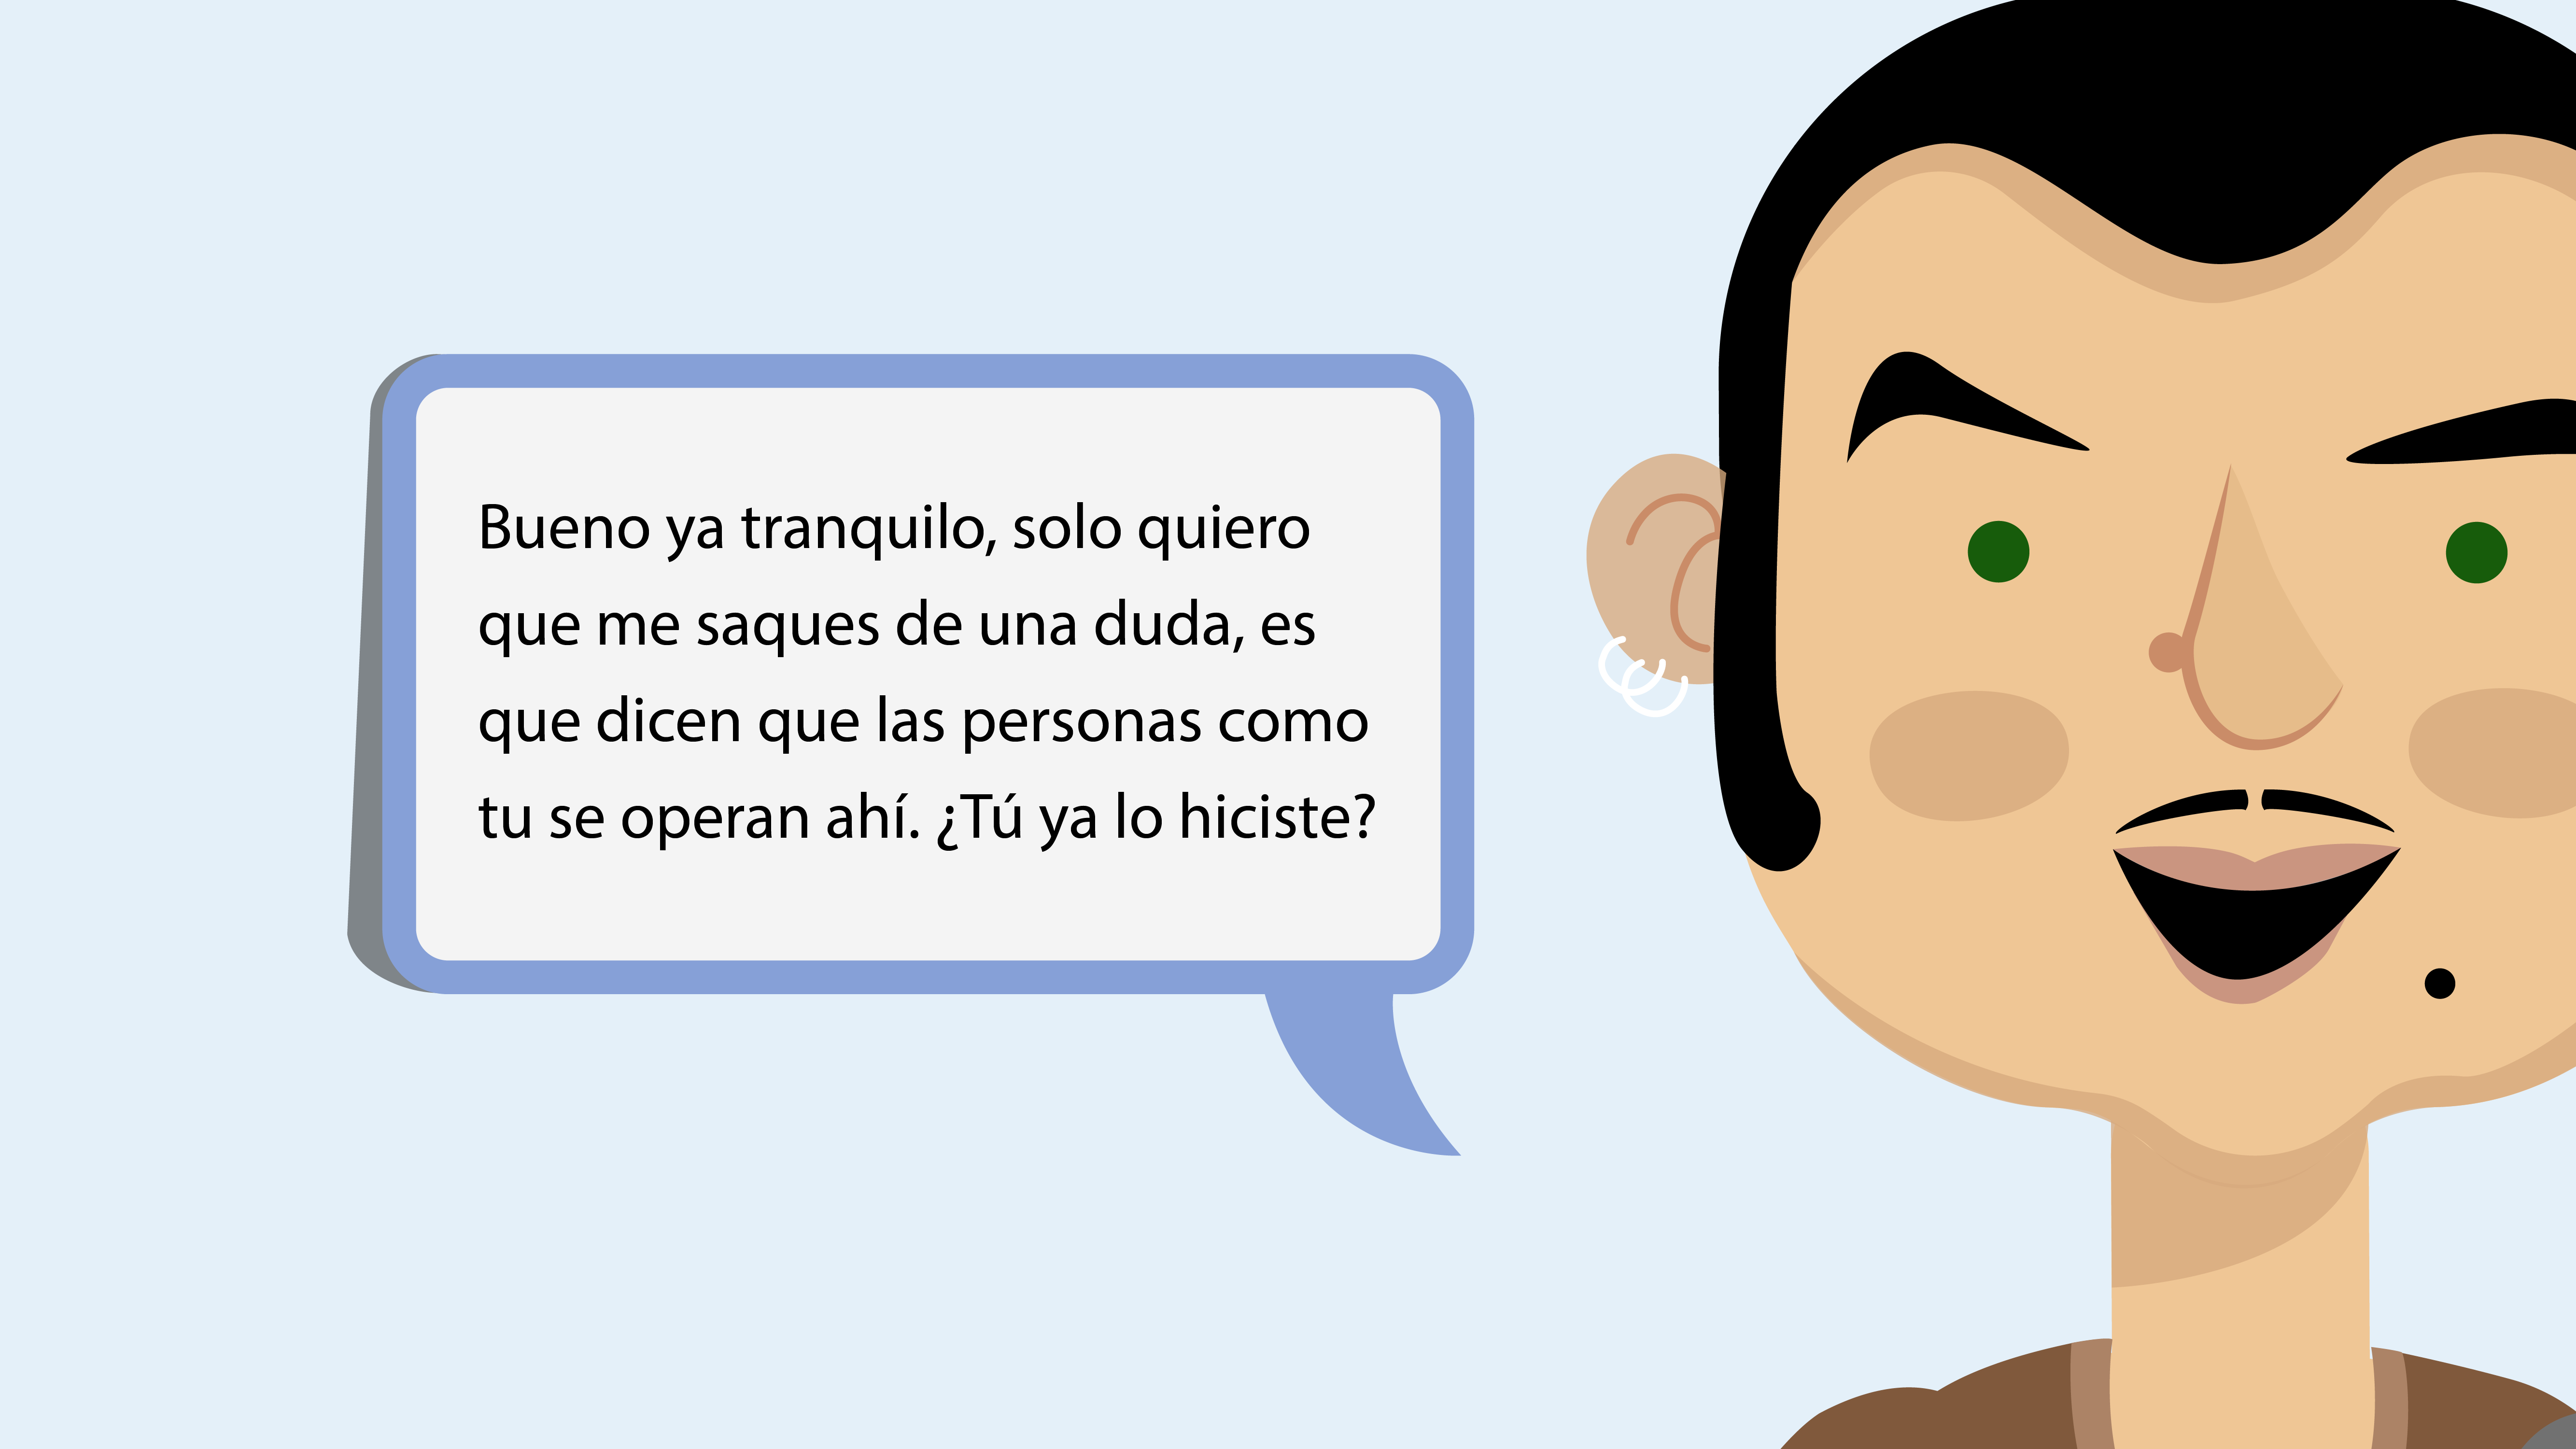 Bueno ya tranquilo, solo quiero
que me saques de una duda, es
que dicen que las personas como
tu se operan ahí. ¿Tú ya lo hiciste?